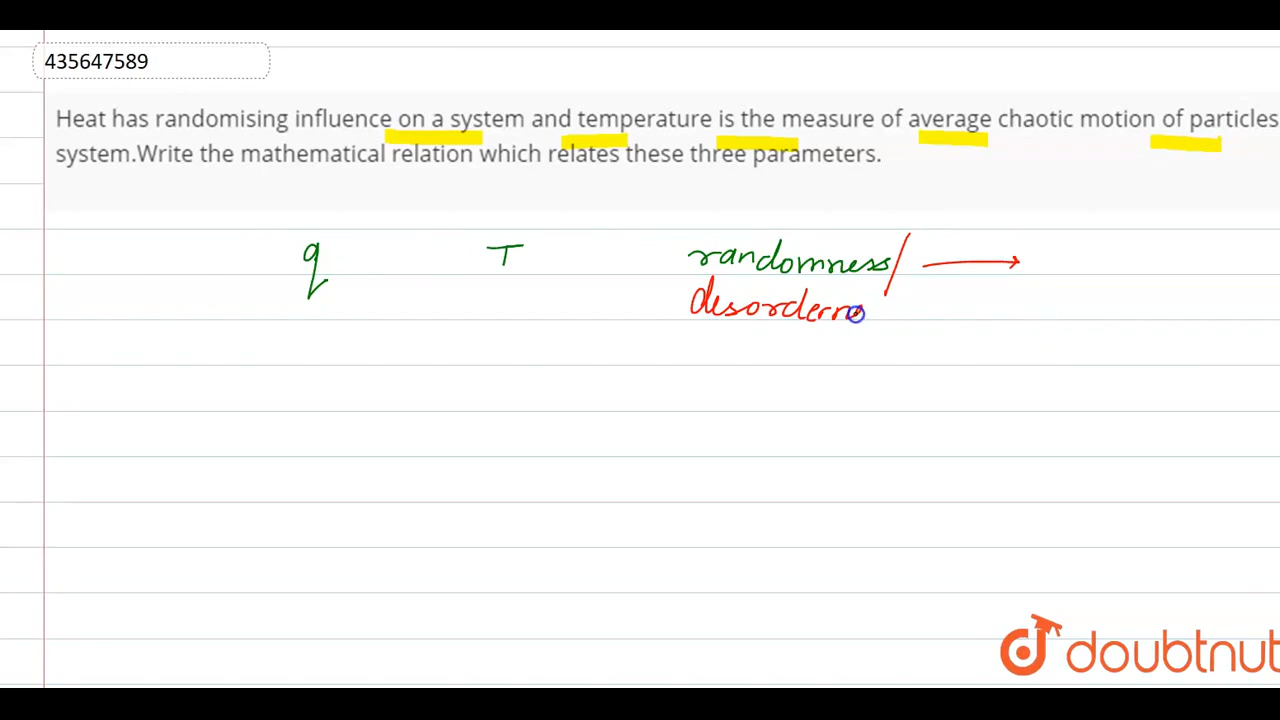 435647589
Heat has randomising influence on a system and temperature is the measure of average chaotic motion of particles
system.Write the mathematical relation which relates these three parameters.
q T randomness/ →
desorderne
doubtnut